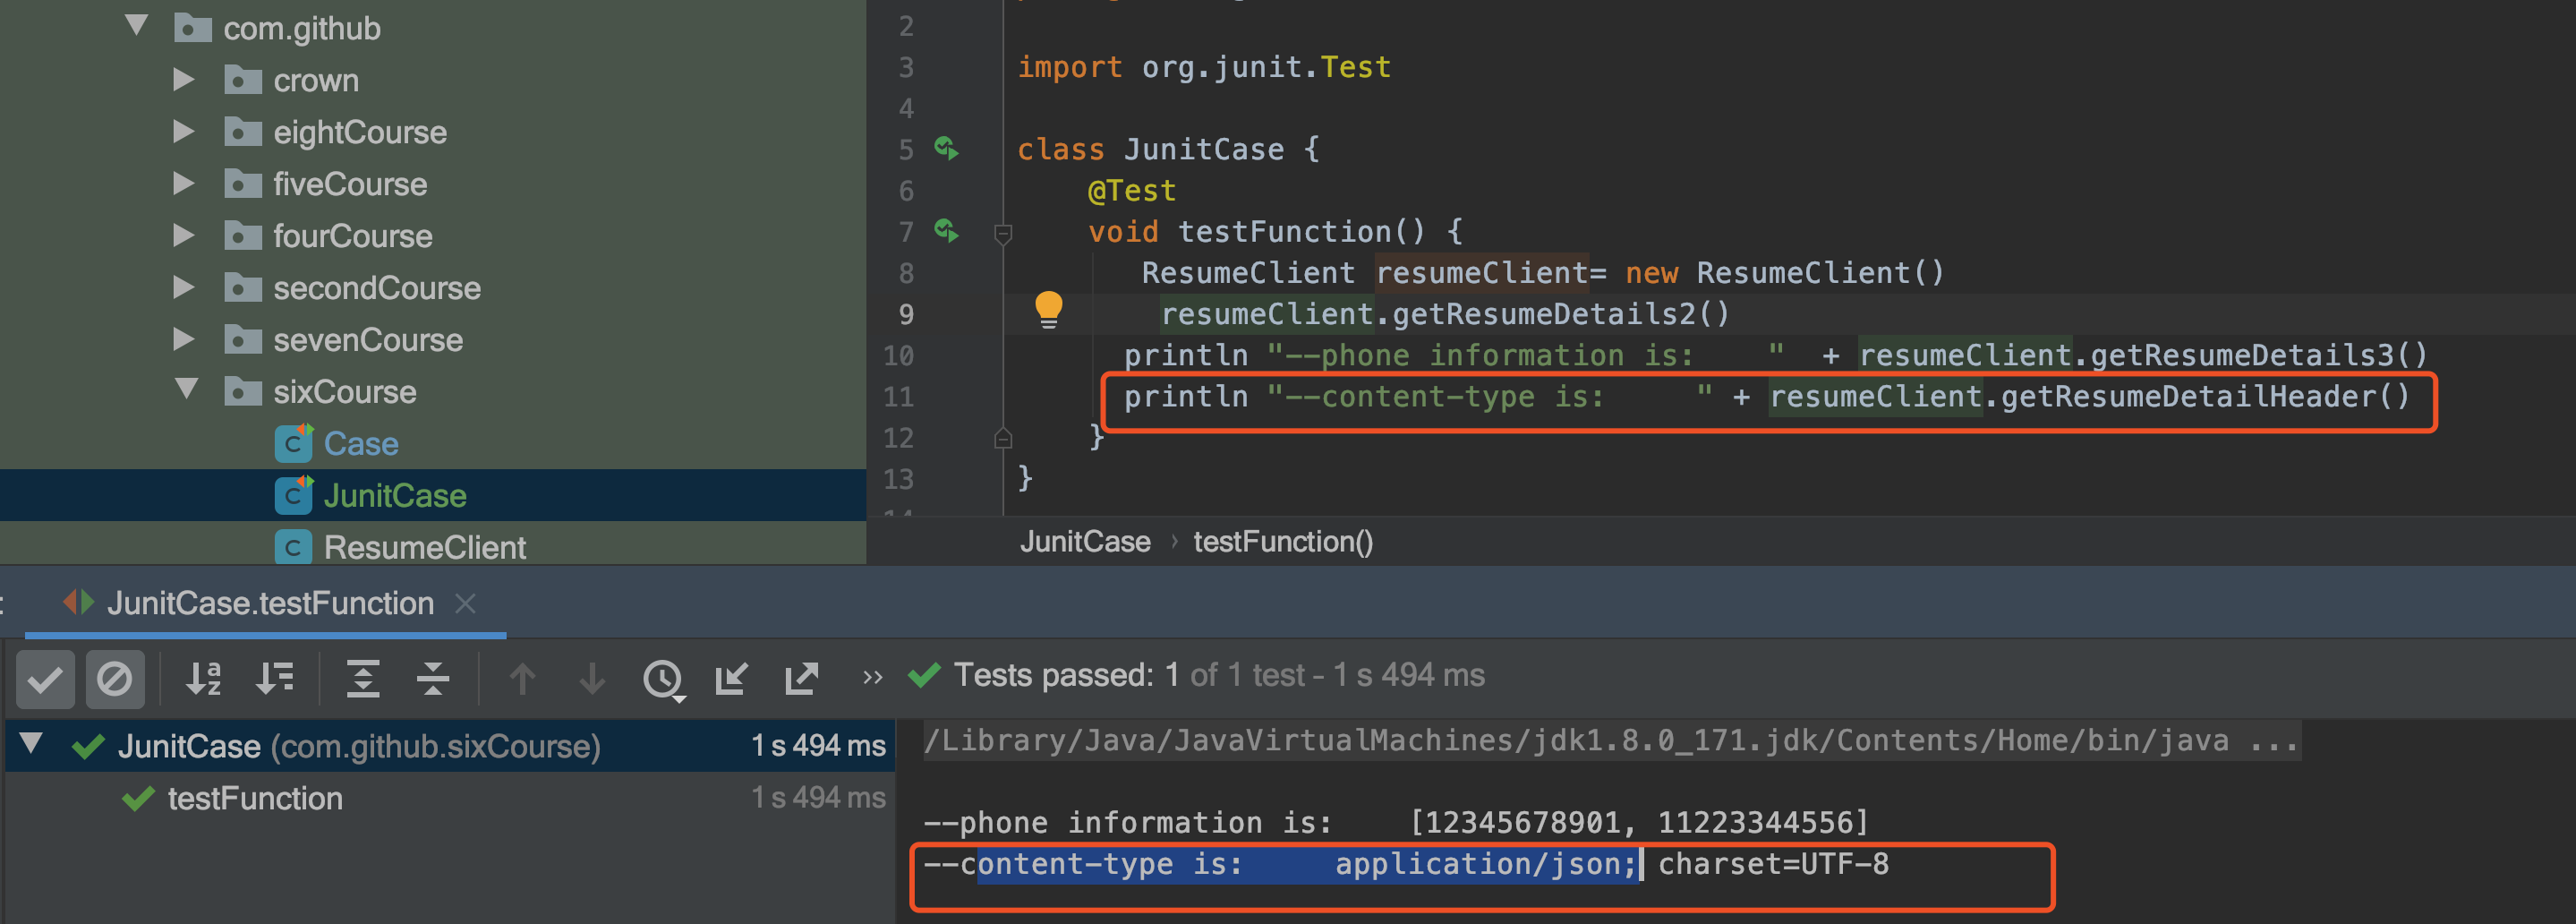 com.github
crown
eightCourse
fiveCourse
fourCourse
secondCourse
sevenCourse
sixCourse
Case
JunitCase
ResumeClient
2
3 import org.junit.Test
4
5 class JunitCase {
6 @Test
7 void testFunction() {
8 ResumeClient resumeClient= new ResumeClient()
9 resumeClient.getResumeDetails2()
10 println "--phone information is:    " + resumeClient.getResumeDetails3()
11 println "--content-type is:     " + resumeClient.getResumeDetailHeader()
12 }
13 }
JunitCase › testFunction()
: JunitCase.testFunction ×
Tests passed: 1 of 1 test – 1 s 494 ms
JunitCase (com.github.sixCourse) 1 s 494 ms
testFunction 1 s 494 ms
/Library/Java/JavaVirtualMachines/jdk1.8.0_171.jdk/Contents/Home/bin/java ...
--phone information is:    [12345678901, 11223344556]
--content-type is:     application/json; charset=UTF-8